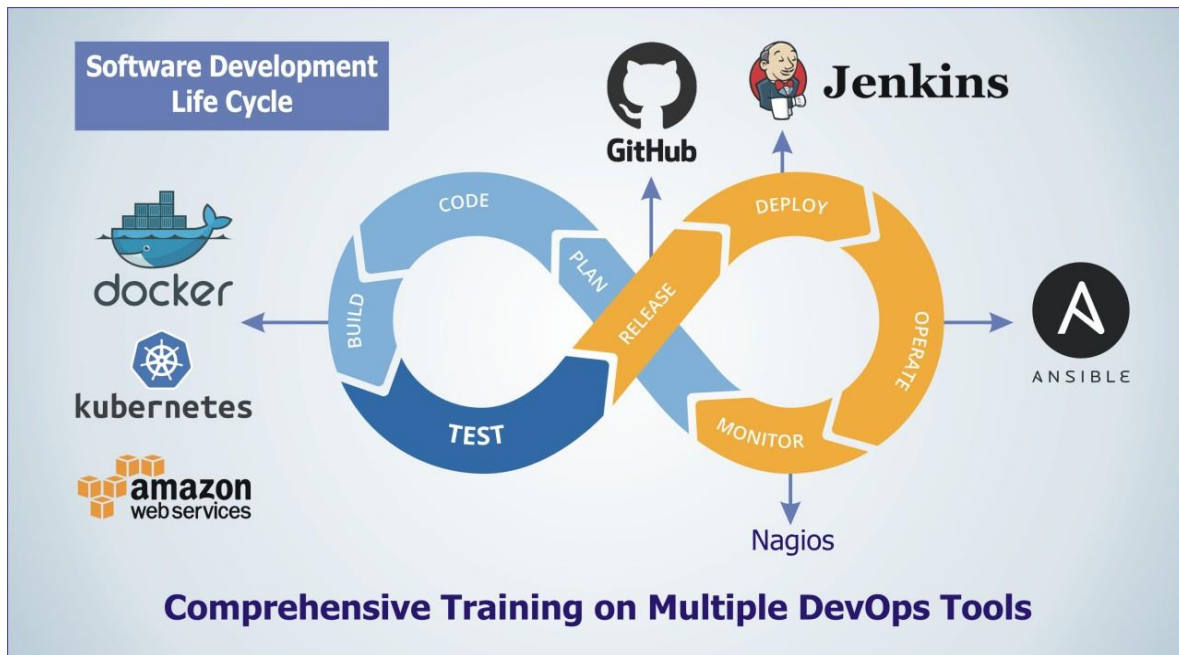 Software Development
Life Cycle
GitHub
Jenkins
docker
kubernetes
amazon
web services
CODE
PLAN
BUILD
TEST
RELEASE
DEPLOY
OPERATE
MONITOR
ANSIBLE
Nagios
Comprehensive Training on Multiple DevOps Tools